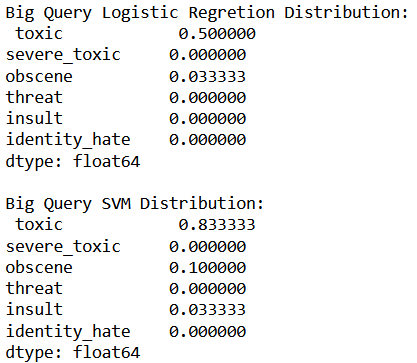 Big Query Logistic Regretion Distribution:
 toxic            0.500000
severe_toxic     0.000000
obscene          0.033333
threat           0.000000
insult           0.000000
identity_hate    0.000000
dtype: float64

Big Query SVM Distribution:
 toxic            0.833333
severe_toxic     0.000000
obscene          0.100000
threat           0.000000
insult           0.033333
identity_hate    0.000000
dtype: float64